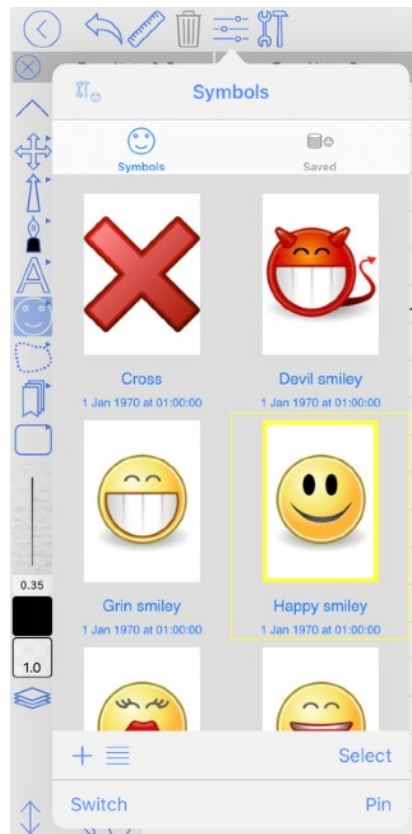 Symbols
Symbols
Saved
Cross
Devil smiley
1 Jan 1970 at 01:00:00
1 Jan 1970 at 01:00:00
Grin smiley
Happy smiley
1 Jan 1970 at 01:00:00
1 Jan 1970 at 01:00:00
A
0.35
1.0
Select
Switch
Pin